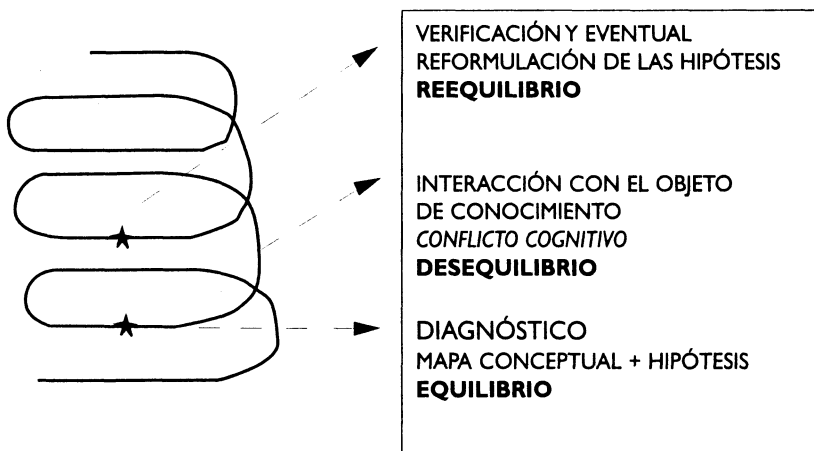 VERIFICACIÓN Y EVENTUAL
REFORMULACIÓN DE LAS HIPÓTESIS
REEQUILIBRIO
INTERACCIÓN CON EL OBJETO
DE CONOCIMIENTO
CONFLICTO COGNITIVO
DESEQUILIBRIO
DIAGNÓSTICO
MAPA CONCEPTUAL + HIPÓTESIS
EQUILIBRIO